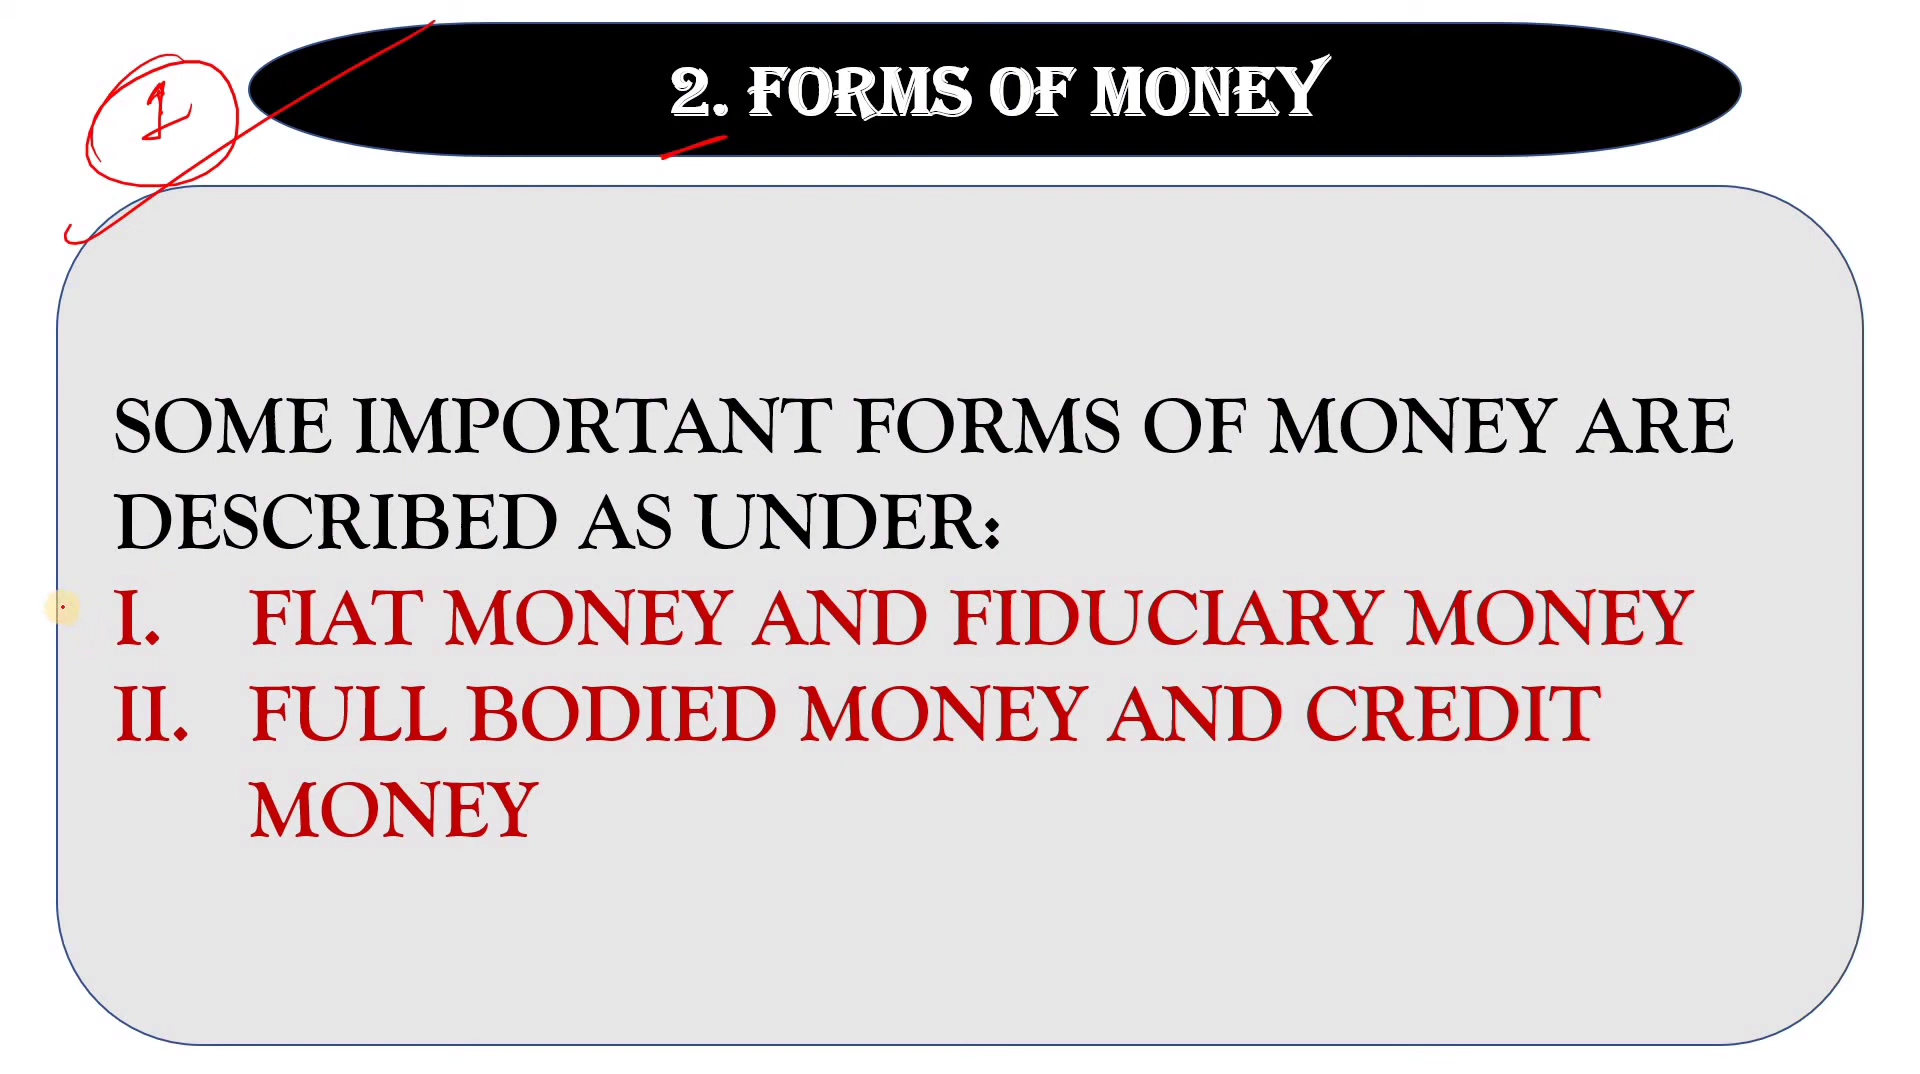 1
2. FORMS OF MONEY
SOME IMPORTANT FORMS OF MONEY ARE
DESCRIBED AS UNDER:
I. FIAT MONEY AND FIDUCIARY MONEY
II. FULL BODIED MONEY AND CREDIT
MONEY